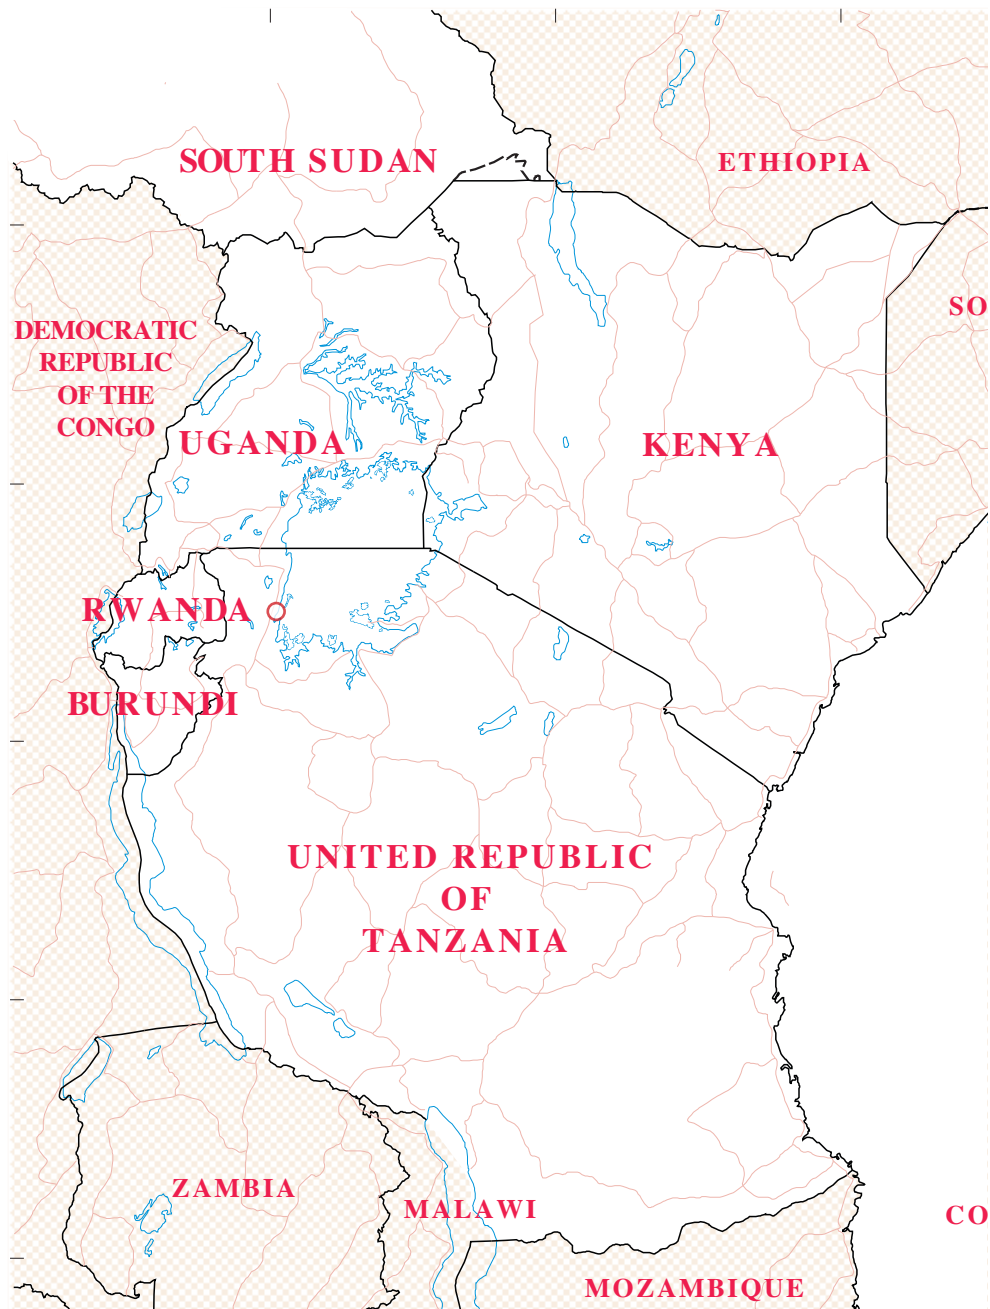 SOUTH SUDAN
ETHIOPIA
SO
DEMOCRATIC
REPUBLIC
OF THE
CONGO
UGANDA
KENYA
RWANDA
BURUNDI
UNITED REPUBLIC
OF
TANZANIA
ZAMBIA
MALAWI
CO
MOZAMBIQUE